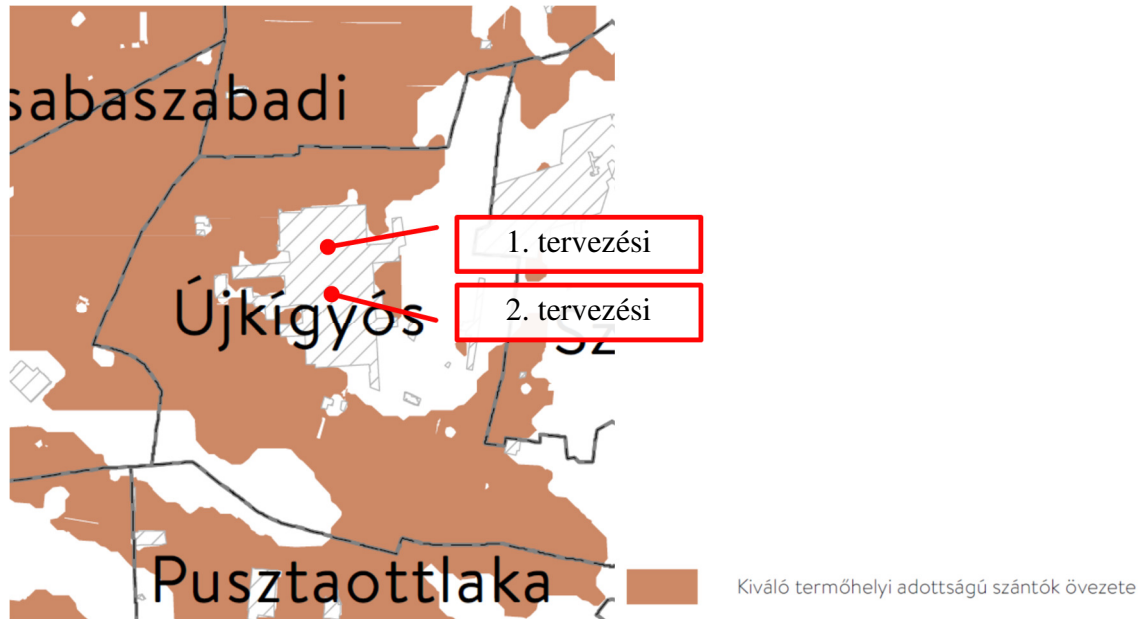 sabaszabadi
1. tervezési
2. tervezési
Újkígyós
Sz
Pusztaottlaka
Kiváló termőhelyi adottságú szántók övezete